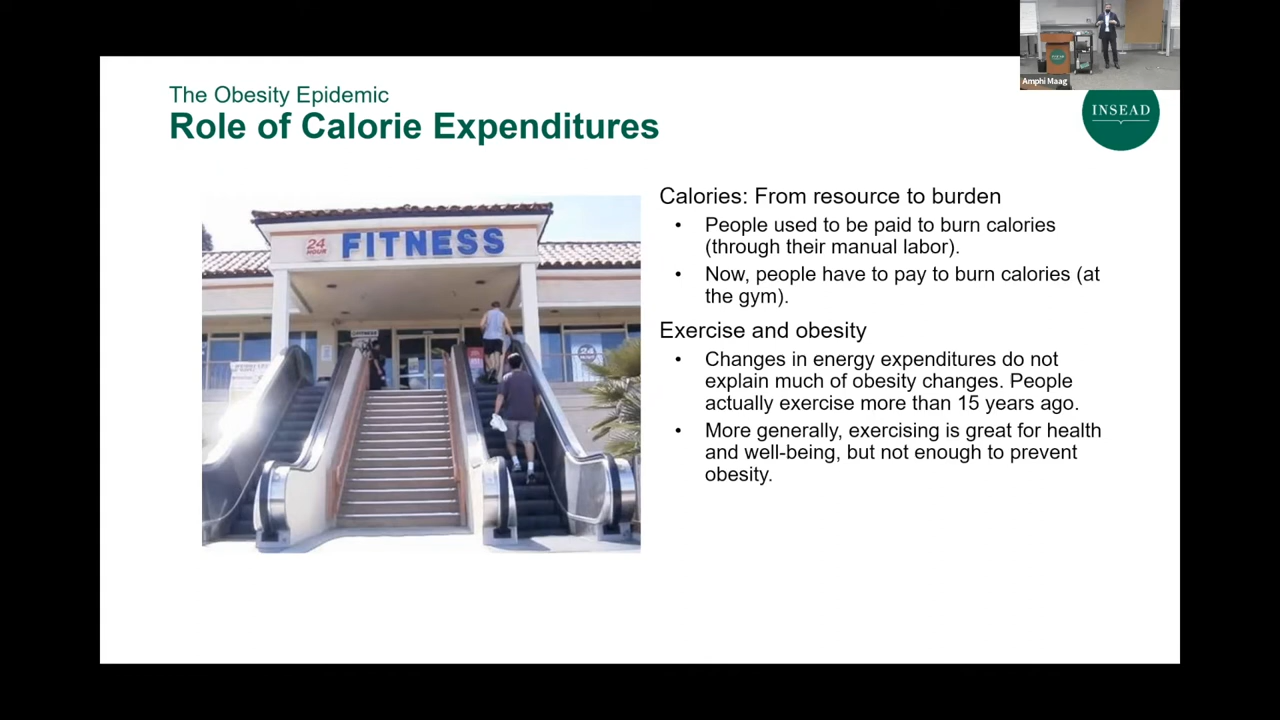 Amphi Maag
The Obesity Epidemic
Role of Calorie Expenditures
INSEAD
24
HOUR
FITNESS
FITNESS
24
Calories: From resource to burden
• People used to be paid to burn calories
(through their manual labor).
• Now, people have to pay to burn calories (at
the gym).
Exercise and obesity
• Changes in energy expenditures do not
explain much of obesity changes. People
actually exercise more than 15 years ago.
• More generally, exercising is great for health
and well-being, but not enough to prevent
obesity.